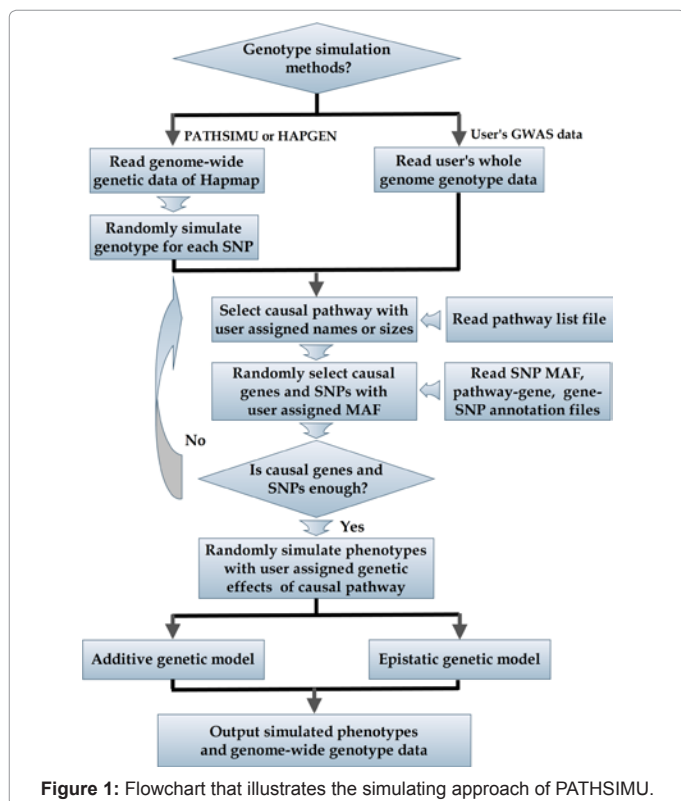 Genotype simulation
methods?
PATHSIMU or HAPGEN
User's GWAS data
Read genome-wide
genetic data of Hapmap
Read user's whole
genome genotype data
Randomly simulate
genotype for each SNP
Select causal pathway with
user assigned names or sizes
Read pathway list file
Randomly select causal
genes and SNPs with
user assigned MAF
Read SNP MAF,
pathway-gene, gene-
SNP annotation files
No
Is causal genes and
SNPs enough?
Yes
Randomly simulate phenotypes
with user assigned genetic
effects of causal pathway
Additive genetic model
Epistatic genetic model
Output simulated phenotypes
and genome-wide genotype data
Figure 1: Flowchart that illustrates the simulating approach of PATHSIMU.